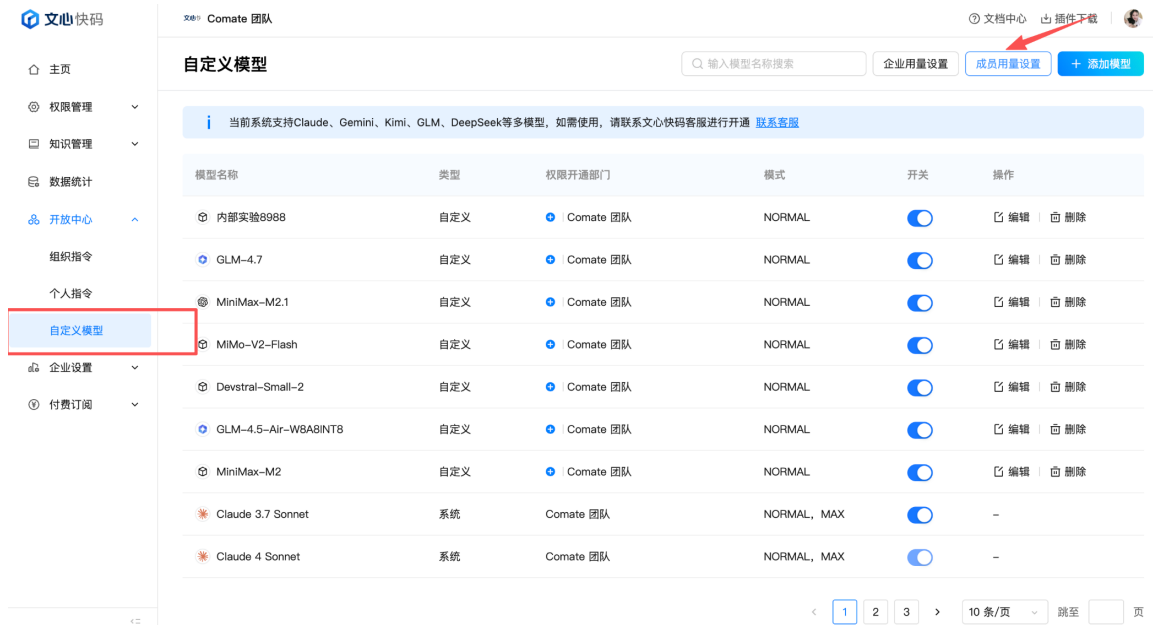 文心快码
文心快码 Comate 团队
文档中心 插件下载
主页
权限管理
知识管理
数据统计
开放中心
组织指令
个人指令
自定义模型
企业设置
付费订阅
自定义模型
输入模型名称搜索 企业用量设置 成员用量设置 + 添加模型
当前系统支持Claude、Gemini、Kimi、GLM、DeepSeek等多模型，如需使用，请联系文心快码客服进行开通 联系客服
模型名称 类型 权限开通部门 模式 开关 操作
内部实验8988 自定义 Comate 团队 NORMAL 编辑 删除
GLM-4.7 自定义 Comate 团队 NORMAL 编辑 删除
MiniMax-M2.1 自定义 Comate 团队 NORMAL 编辑 删除
MiMo-V2-Flash 自定义 Comate 团队 NORMAL 编辑 删除
Devstral-Small-2 自定义 Comate 团队 NORMAL 编辑 删除
GLM-4.5-Air-W8A8INT8 自定义 Comate 团队 NORMAL 编辑 删除
MiniMax-M2 自定义 Comate 团队 NORMAL 编辑 删除
Claude 3.7 Sonnet 系统 Comate 团队 NORMAL，MAX –
Claude 4 Sonnet 系统 Comate 团队 NORMAL，MAX –
< 1 2 3 > 10 条/页 跳至 页